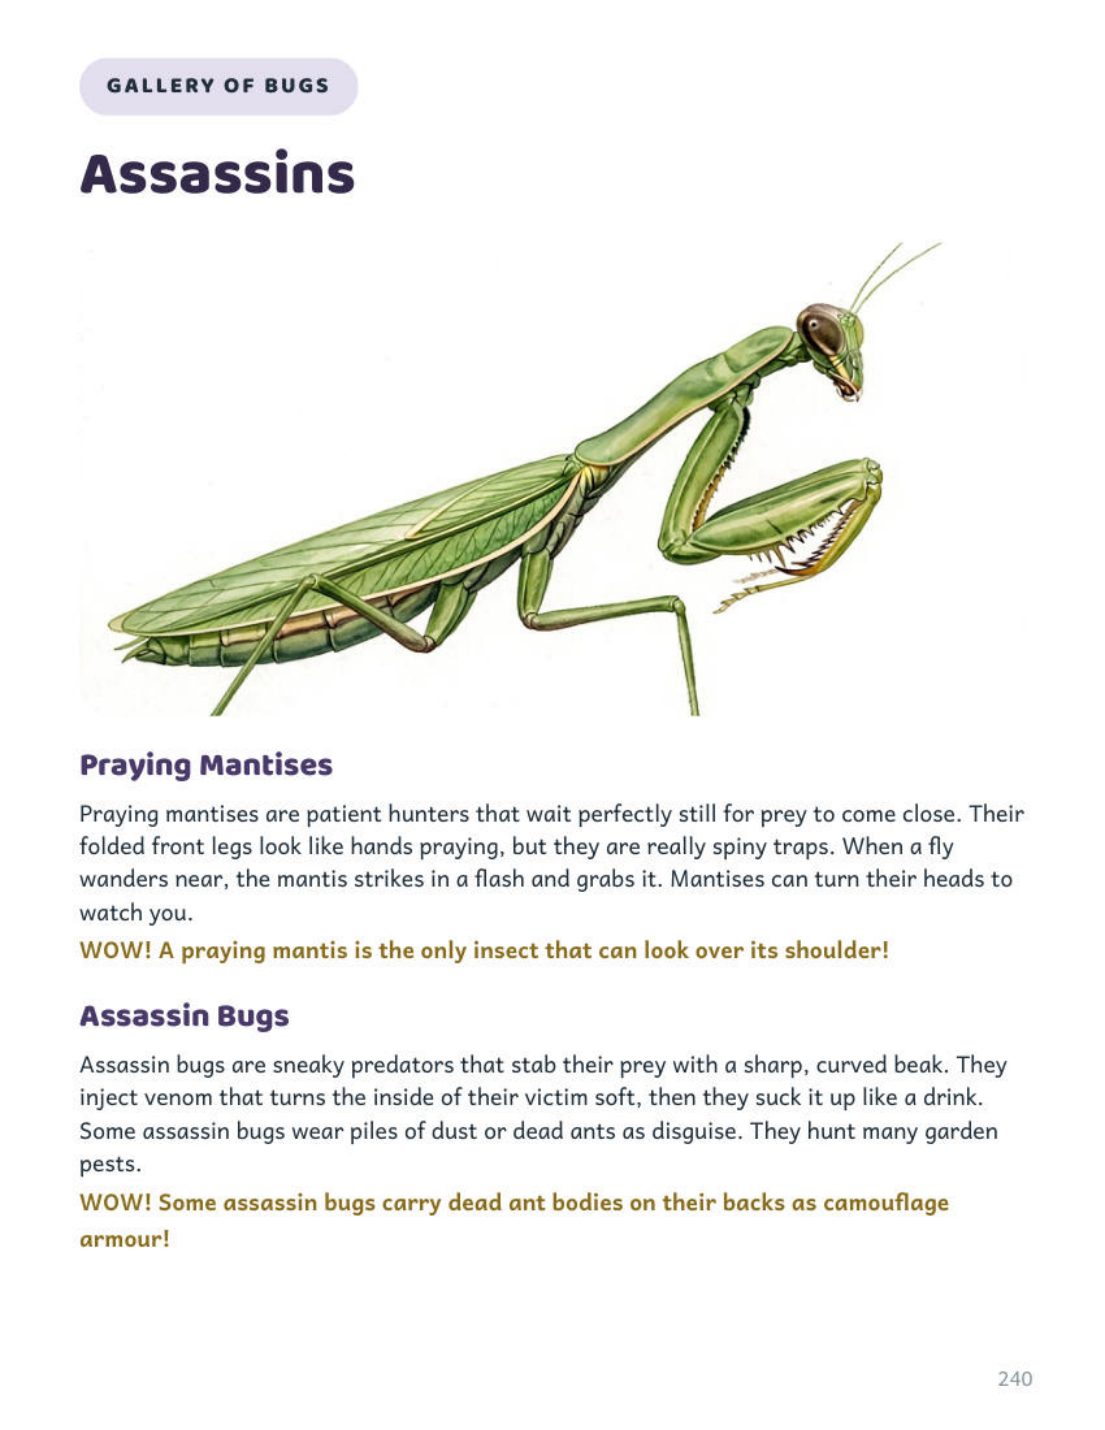 GALLERY OF BUGS
Assassins
Praying Mantises
Praying mantises are patient hunters that wait perfectly still for prey to come close. Their
folded front legs look like hands praying, but they are really spiny traps. When a fly
wanders near, the mantis strikes in a flash and grabs it. Mantises can turn their heads to
watch you.
WOW! A praying mantis is the only insect that can look over its shoulder!
Assassin Bugs
Assassin bugs are sneaky predators that stab their prey with a sharp, curved beak. They
inject venom that turns the inside of their victim soft, then they suck it up like a drink.
Some assassin bugs wear piles of dust or dead ants as disguise. They hunt many garden
pests.
WOW! Some assassin bugs carry dead ant bodies on their backs as camouflage
armour!
240